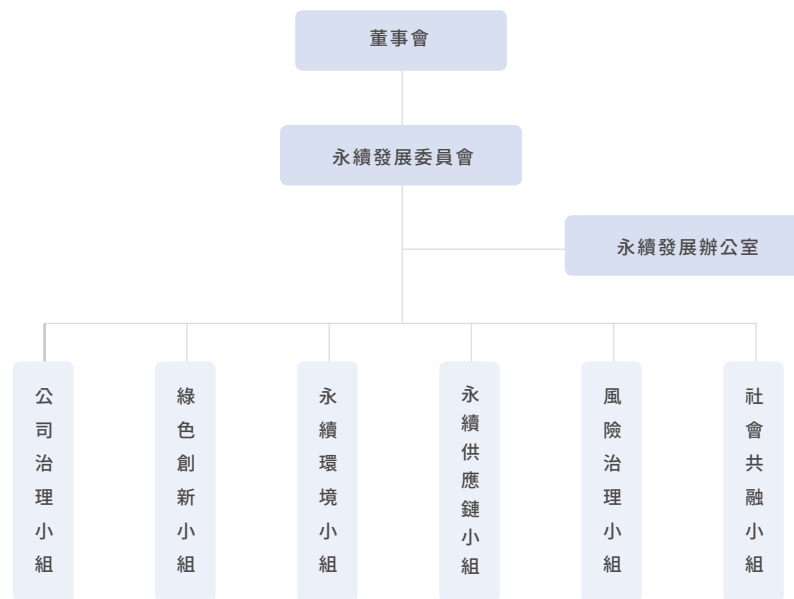 董事會
永續發展委員會
永續發展辦公室
公司治理小組
綠色創新小組
永續環境小組
永續供應鏈小組
風險治理小組
社會共融小組